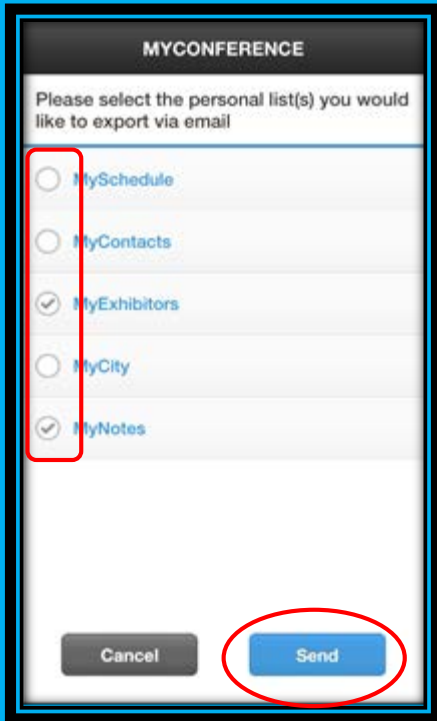 MYCONFERENCE
Please select the personal list(s) you would
like to export via email
MySchedule
MyContacts
MyExhibitors
MyCity
MyNotes
Cancel
Send